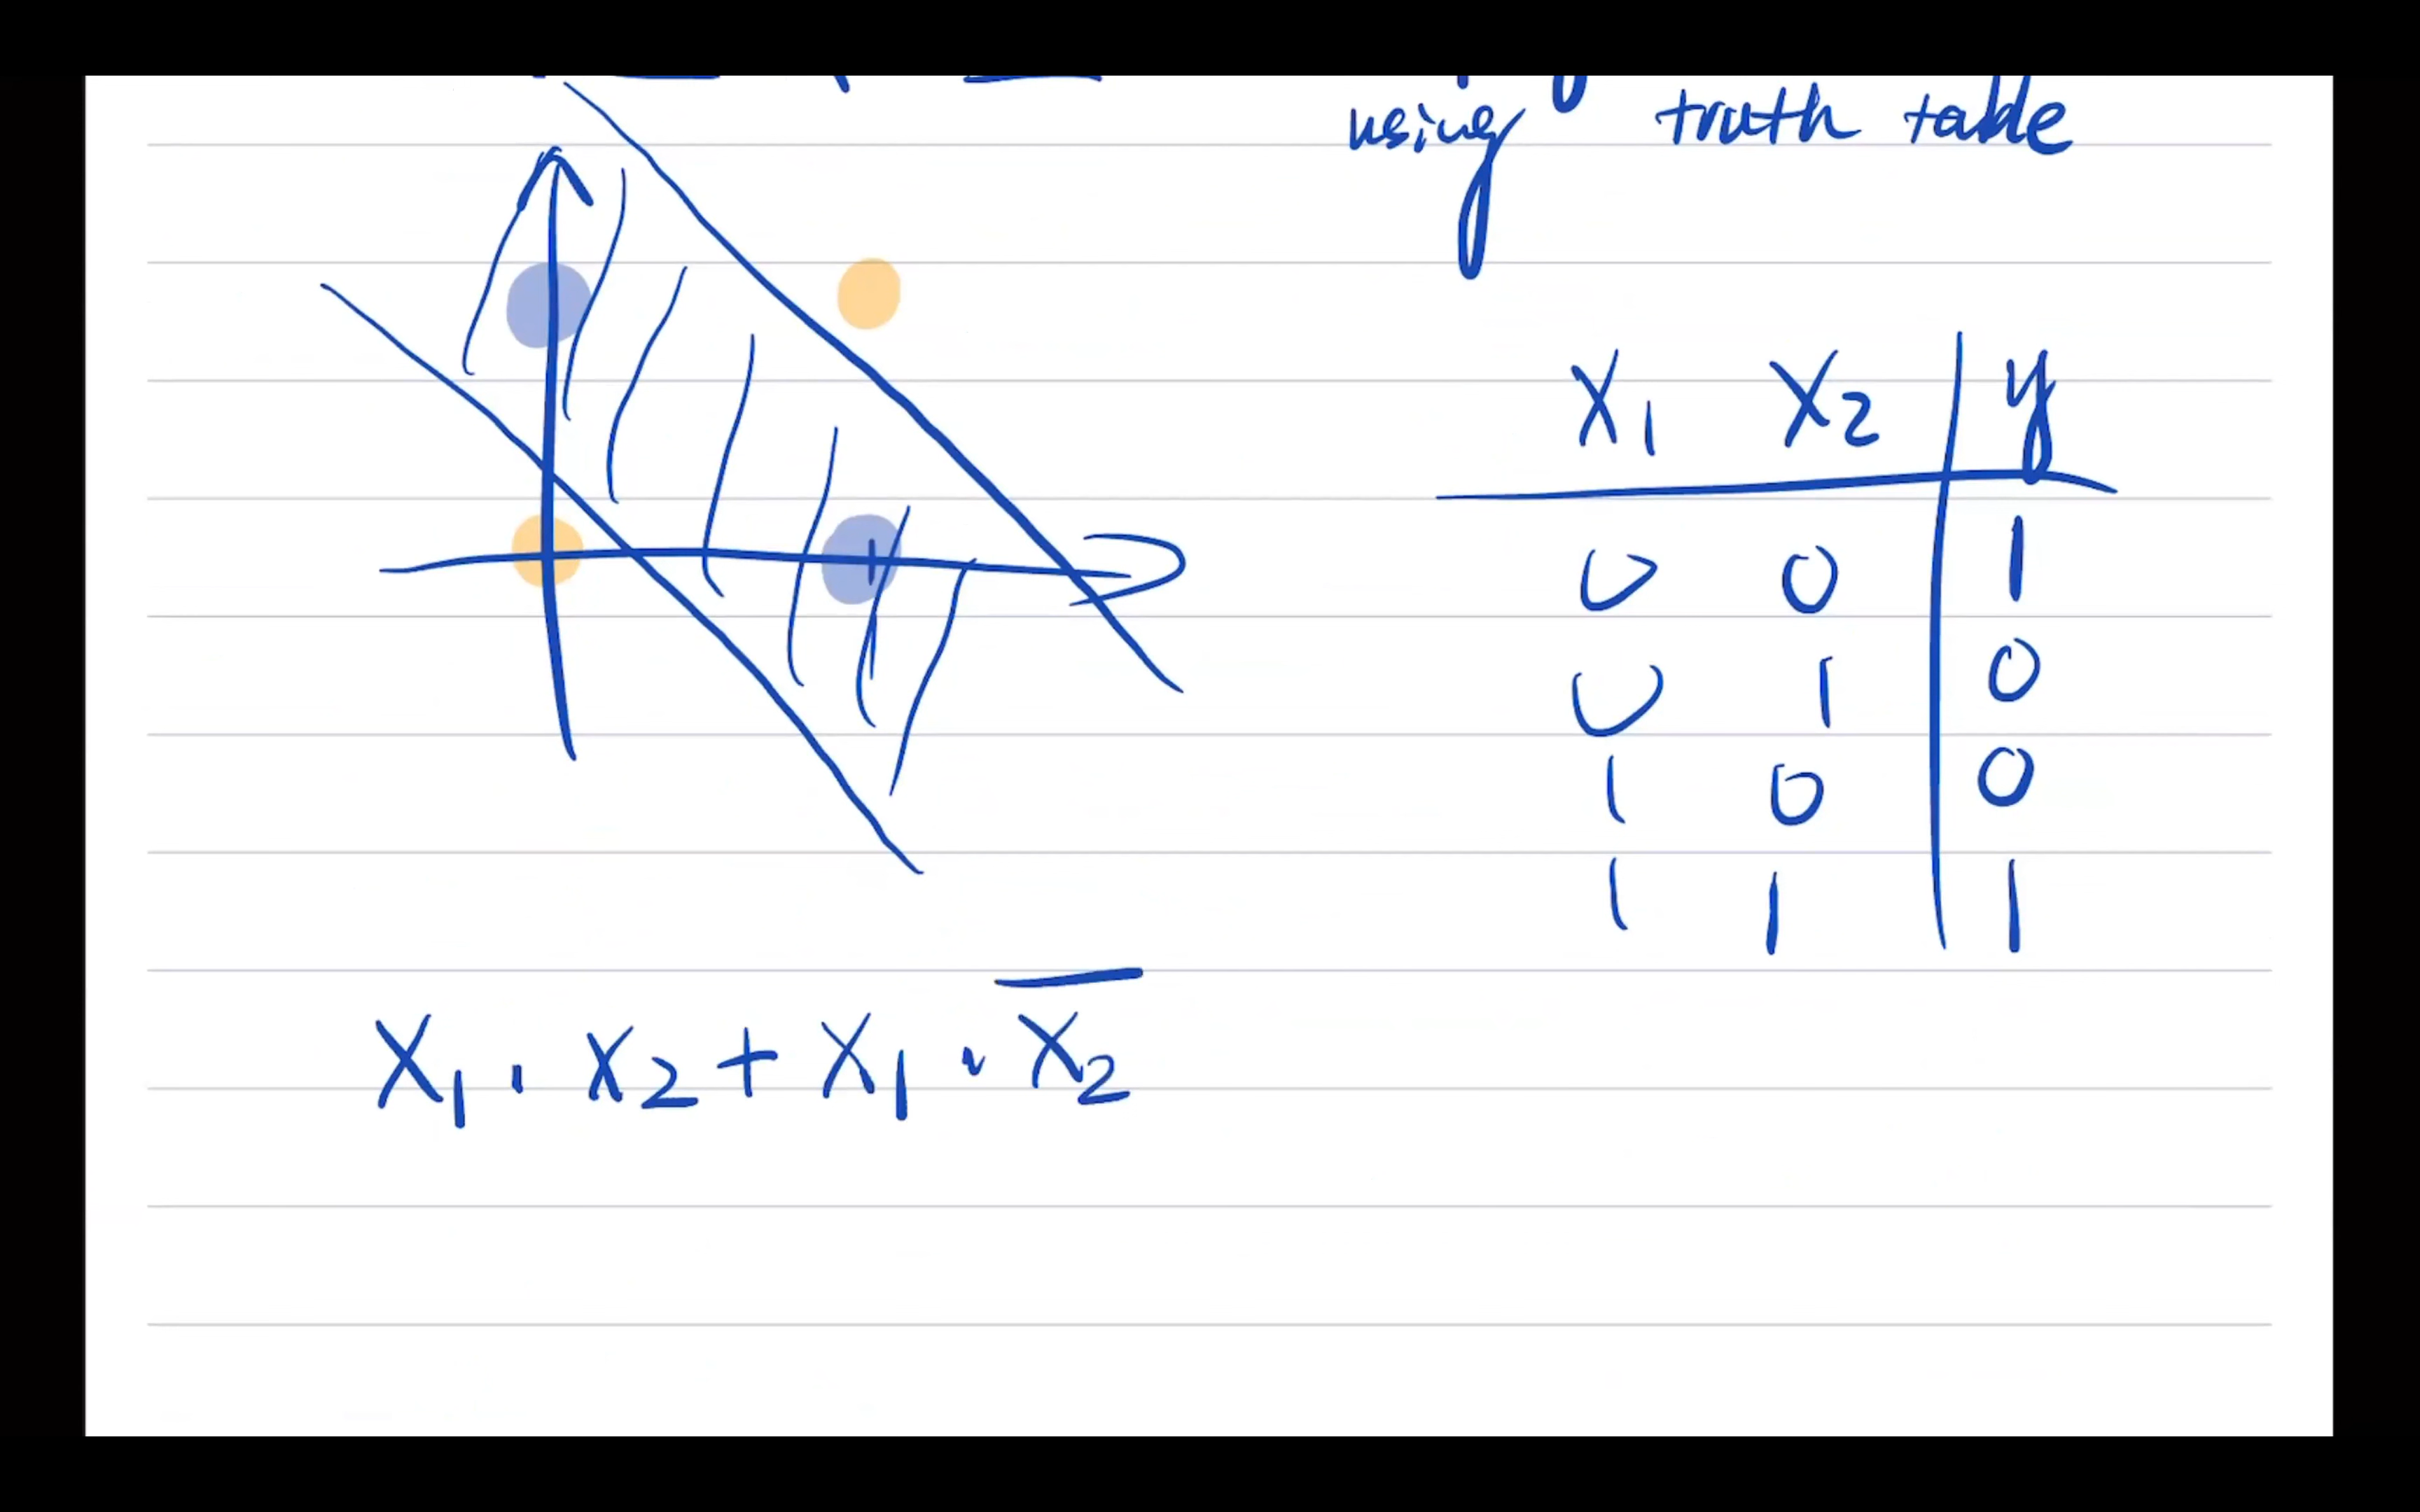 using truth table
X1 X2 y
0 0 1
0 1 0
1 0 0
1 1 1
X1 · X2 + X1 · X̅2